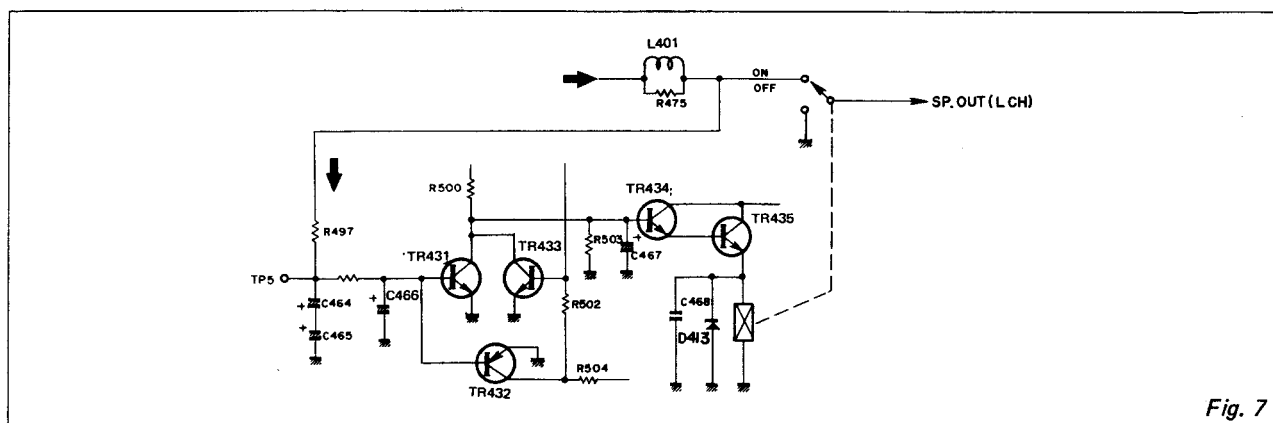 L401
R475
ON
OFF
SP. OUT (L CH)
R497
R500
TR434
TR435
TR431
TR433
R503
C467
TP5
C464
C466
C465
R502
C468
D413
TR432
R504
Fig. 7